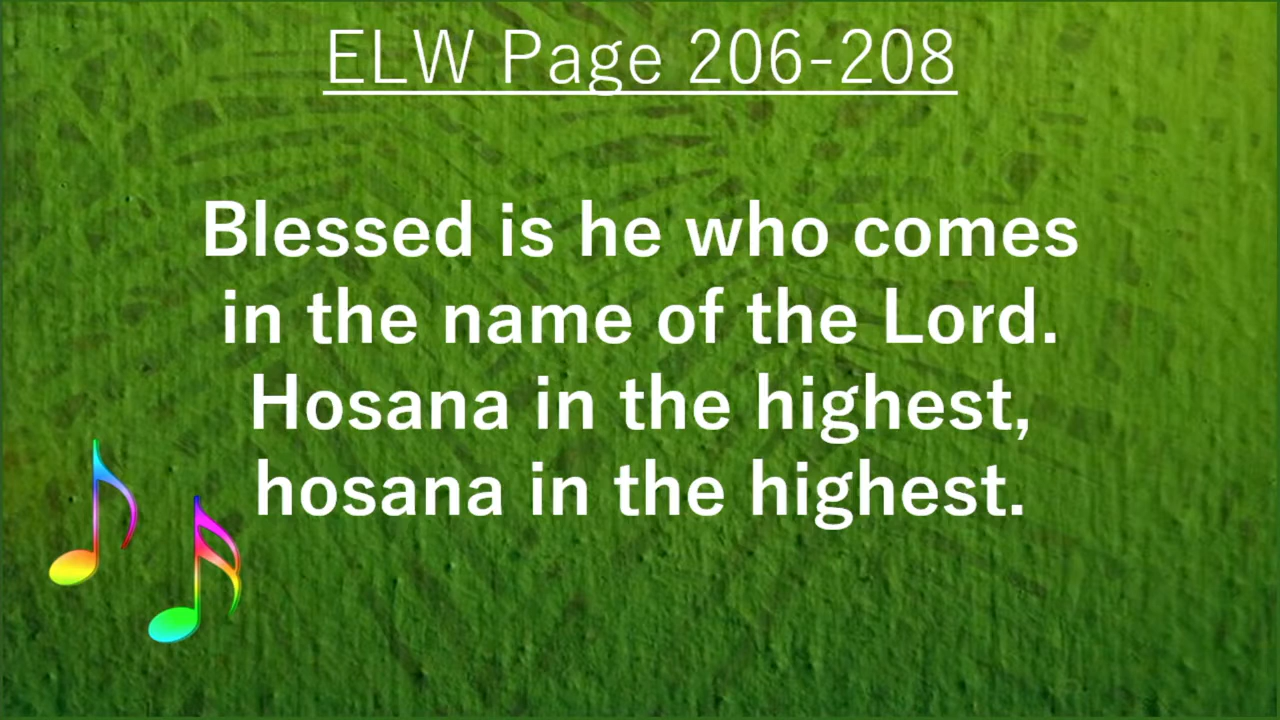 ELW Page 206-208
Blessed is he who comes
in the name of the Lord.
Hosana in the highest,
hosana in the highest.